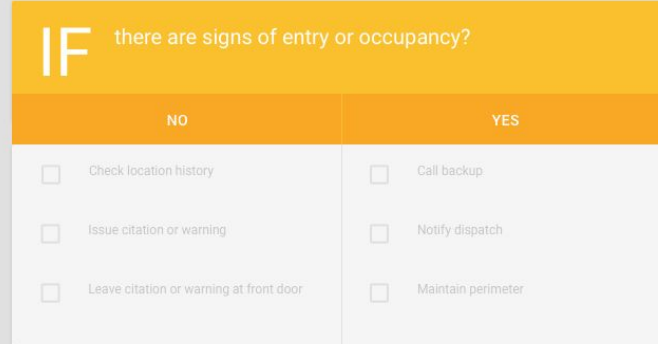 IF there are signs of entry or occupancy?
NO YES
Check location history Call backup
Issue citation or warning Notify dispatch
Leave citation or warning at front door Maintain perimeter